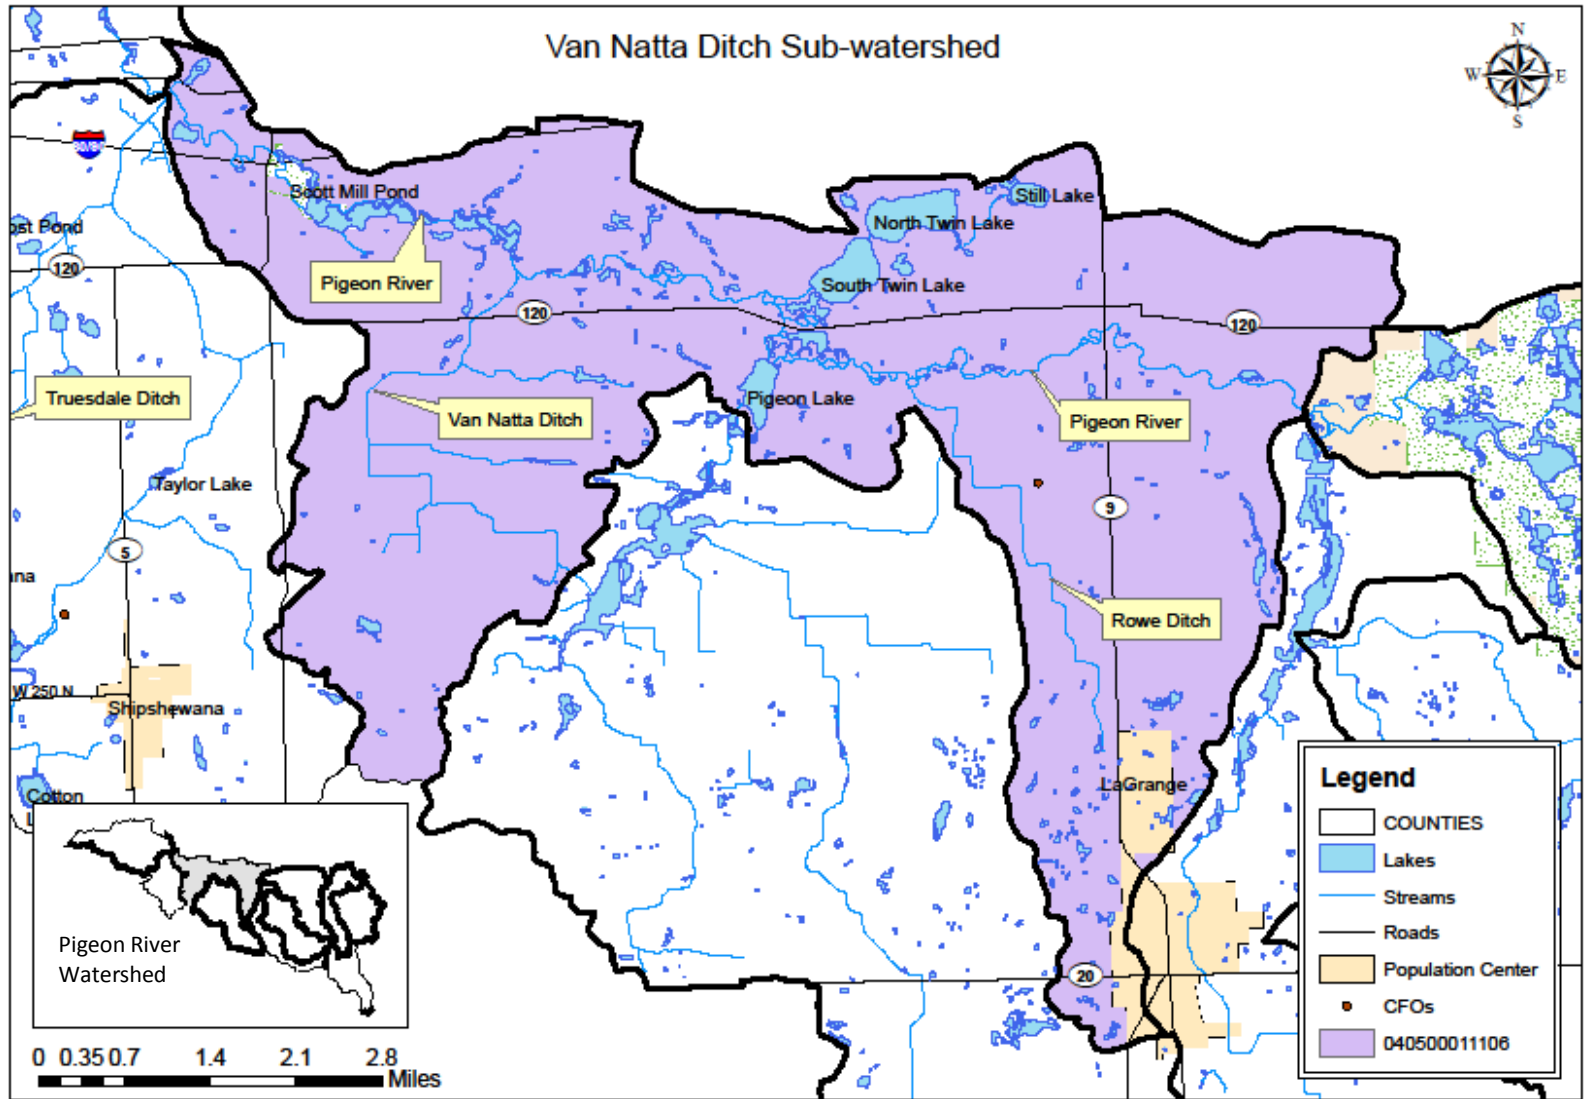 Van Natta Ditch Sub-watershed
N
W
E
S
Scott Mill Pond
Still Lake
North Twin Lake
ost Pond
120
Pigeon River
South Twin Lake
120
120
Truesdale Ditch
Van Natta Ditch
Pigeon Lake
Pigeon River
Taylor Lake
9
5
na
Rowe Ditch
W 250 N
Shipshewana
LaGrange
Cotton
L
20
Pigeon River
Watershed
Legend
COUNTIES
Lakes
Streams
Roads
Population Center
CFOs
040500011106
0 0.35 0.7 1.4 2.1 2.8
Miles